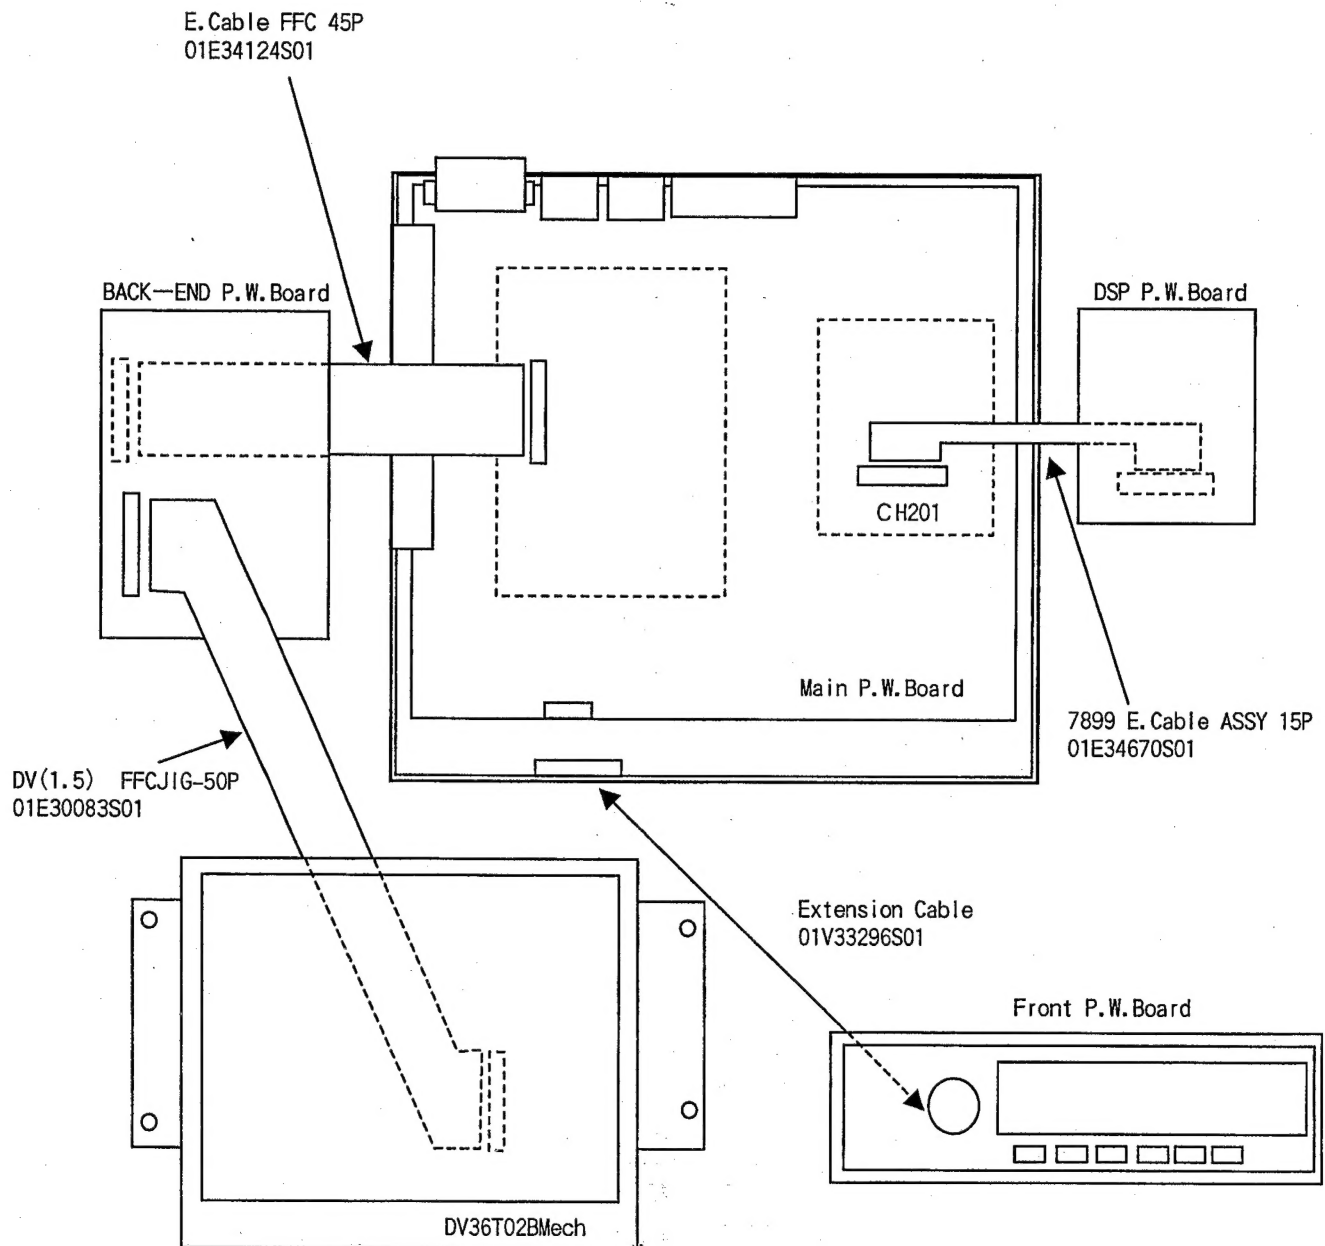 E.Cable FFC 45P
01E34124S01
BACK-END P.W.Board
DSP P.W.Board
CH201
Main P.W.Board
7899 E.Cable ASSY 15P
01E34670S01
DV(1.5) FFCJIG-50P
01E30083S01
Extension Cable
01V33296S01
Front P.W.Board
DV36T02BMech